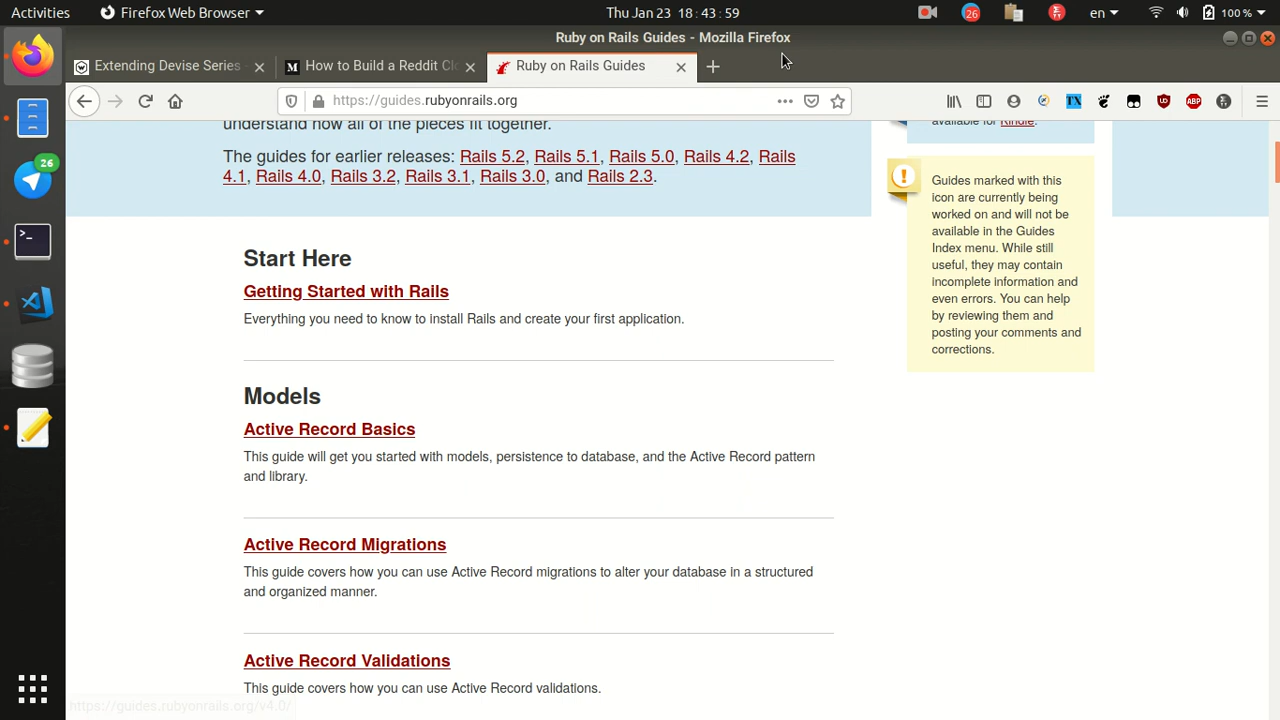 Activities
Firefox Web Browser
Thu Jan 23 18:43:59
26
en
100 %
Ruby on Rails Guides - Mozilla Firefox
Extending Devise Series -
How to Build a Reddit Clo
Ruby on Rails Guides
https://guides.rubyonrails.org
26
understand how all of the pieces fit together.
The guides for earlier releases: Rails 5.2, Rails 5.1, Rails 5.0, Rails 4.2, Rails
4.1, Rails 4.0, Rails 3.2, Rails 3.1, Rails 3.0, and Rails 2.3.
available for Kindle.
Guides marked with this
icon are currently being
worked on and will not be
available in the Guides
Index menu. While still
useful, they may contain
incomplete information and
even errors. You can help
by reviewing them and
posting your comments and
corrections.
Start Here
Getting Started with Rails
Everything you need to know to install Rails and create your first application.
Models
Active Record Basics
This guide will get you started with models, persistence to database, and the Active Record pattern
and library.
Active Record Migrations
This guide covers how you can use Active Record migrations to alter your database in a structured
and organized manner.
Active Record Validations
This guide covers how you can use Active Record validations.
https://guides.rubyonrails.org/v4.0/